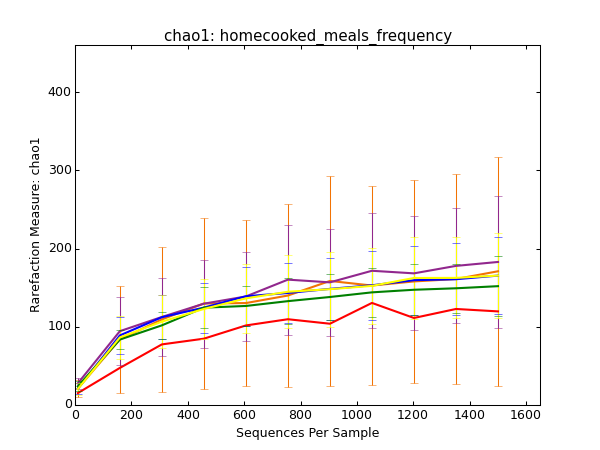 chao1: homecooked_meals_frequency
400
300
200
100
0
Rarefaction Measure: chao1
0 200 400 600 800 1000 1200 1400 1600
Sequences Per Sample